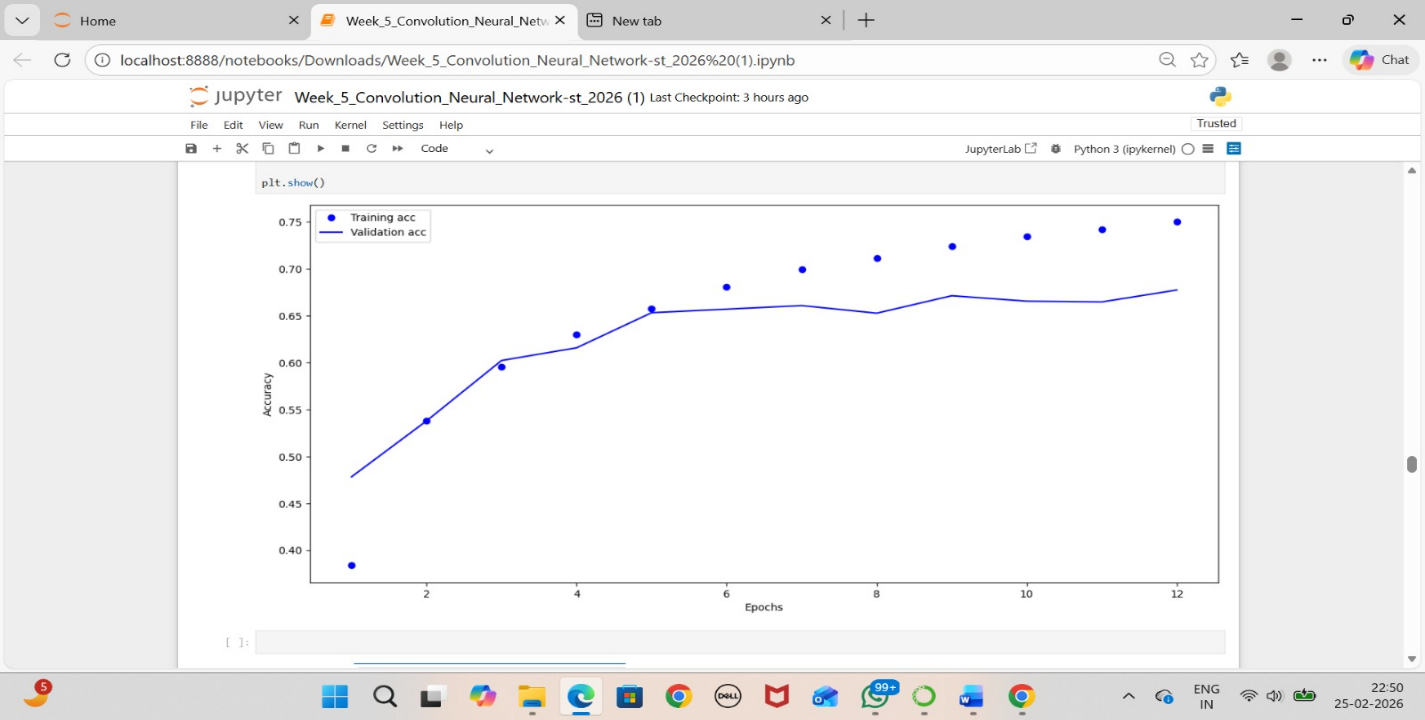 Home
Week_5_Convolution_Neural_Netw
New tab
localhost:8888/notebooks/Downloads/Week_5_Convolution_Neural_Network-st_2026%20(1).ipynb
Chat
jupyter Week_5_Convolution_Neural_Network-st_2026 (1) Last Checkpoint: 3 hours ago
File Edit View Run Kernel Settings Help
Trusted
Code
JupyterLab Python 3 (ipykernel)
plt.show()
Training acc
Validation acc
0.75
0.70
0.65
0.60
0.55
0.50
0.45
0.40
Accuracy
2 4 6 8 10 12
Epochs
[ ]:
5
DELL
99+
ENG
IN
22:50
25-02-2026